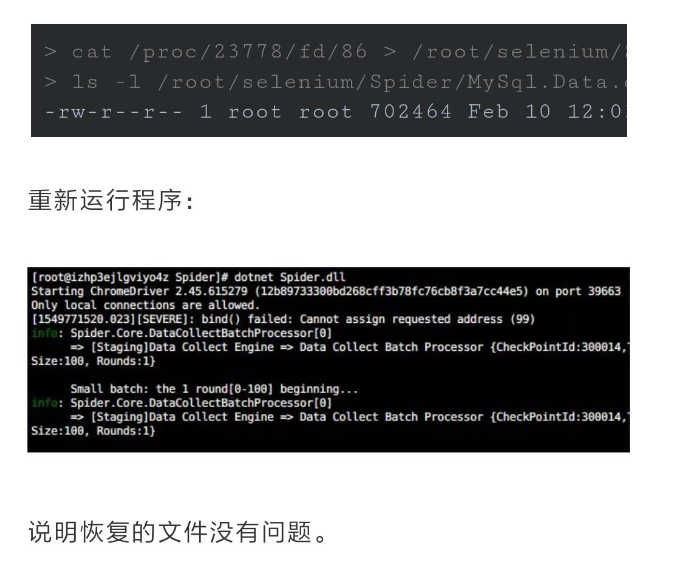 > cat /proc/23778/fd/86 > /root/selenium/
> ls -l /root/selenium/Spider/MySql.Data.
-rw-r--r-- 1 root root 702464 Feb 10 12:0
重新运行程序：
[root@izhp3ejlgviyo4z Spider]# dotnet Spider.dll
Starting ChromeDriver 2.45.615279 (12b89733300bd268cff3b78fc76cb8f3a7cc44e5) on port 39663
Only local connections are allowed.
[1549771520.023][SEVERE]: bind() failed: Cannot assign requested address (99)
info: Spider.Core.DataCollectBatchProcessor[0]
=> [Staging]Data Collect Engine => Data Collect Batch Processor {CheckPointId:300014,
Size:100, Rounds:1}
Small batch: the 1 round[0-100] beginning...
info: Spider.Core.DataCollectBatchProcessor[0]
=> [Staging]Data Collect Engine => Data Collect Batch Processor {CheckPointId:300014,
Size:100, Rounds:1}
说明恢复的文件没有问题。